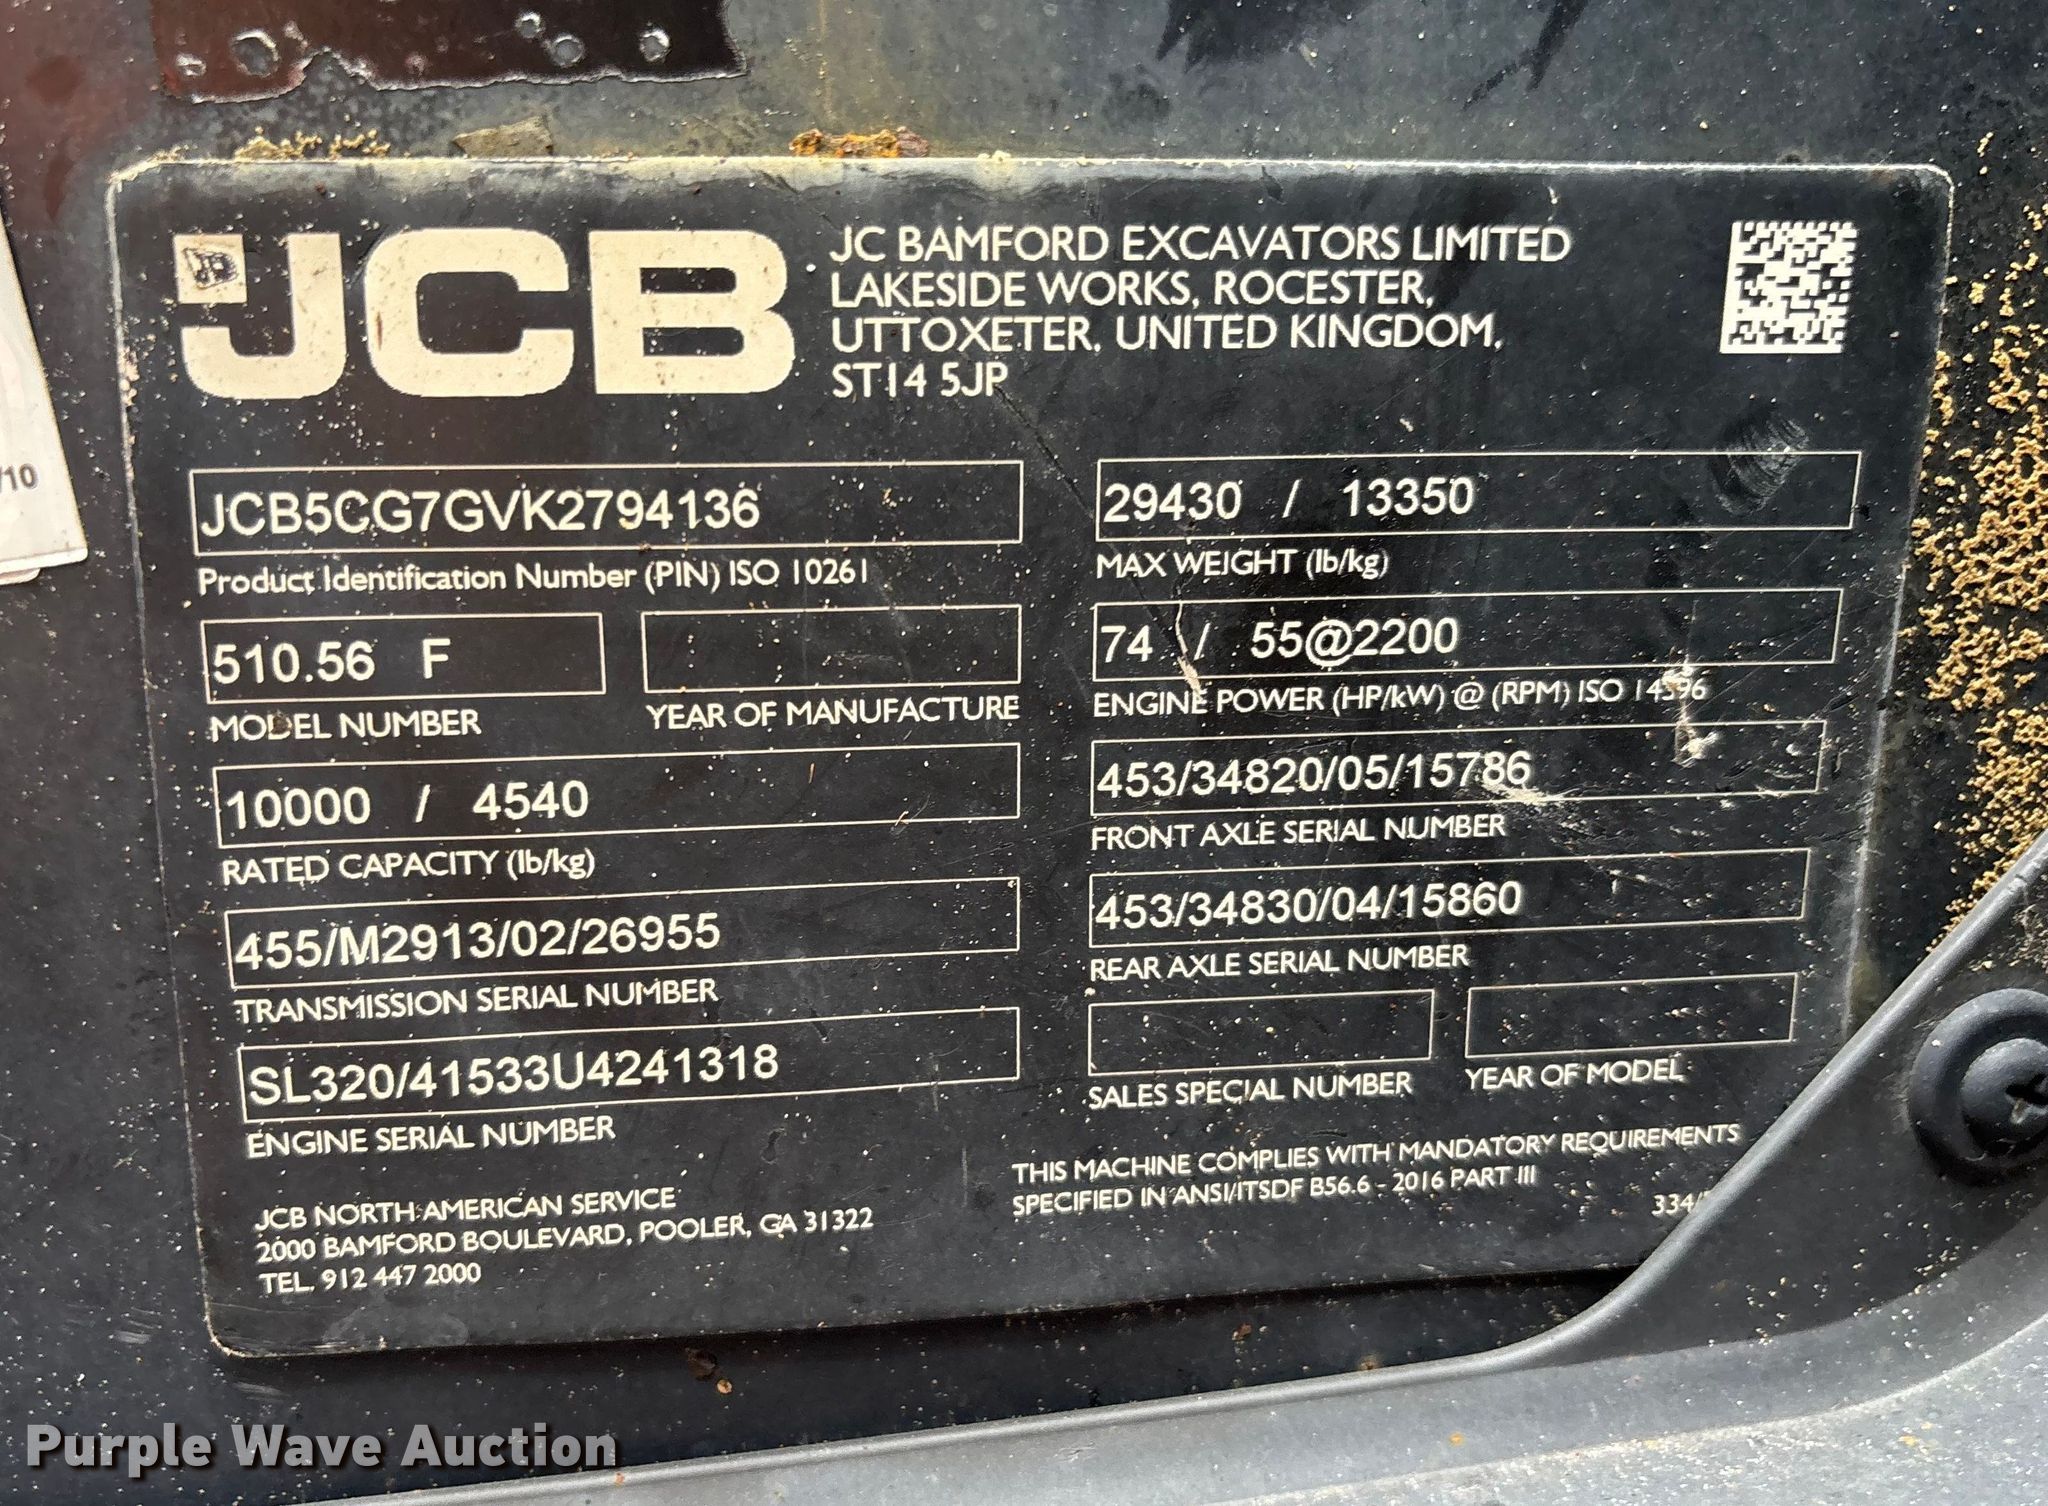 JCB
JC BAMFORD EXCAVATORS LIMITED
LAKESIDE WORKS, ROCESTER,
UTTOXETER, UNITED KINGDOM,
ST14 5JP
JCB5CG7GVK2794136
Product Identification Number (PIN) ISO 10261
510.56 F
MODEL NUMBER
YEAR OF MANUFACTURE
10000 / 4540
RATED CAPACITY (lb/kg)
455/M2913/02/26955
TRANSMISSION SERIAL NUMBER
SL320/41533U4241318
ENGINE SERIAL NUMBER
29430 / 13350
MAX WEIGHT (lb/kg)
74 / 55@2200
ENGINE POWER (HP/kW) @ (RPM) ISO 14396
453/34820/05/15786
FRONT AXLE SERIAL NUMBER
453/34830/04/15860
REAR AXLE SERIAL NUMBER
SALES SPECIAL NUMBER
YEAR OF MODEL
JCB NORTH AMERICAN SERVICE
2000 BAMFORD BOULEVARD, POOLER, GA 31322
TEL. 912 447 2000
THIS MACHINE COMPLIES WITH MANDATORY REQUIREMENTS
SPECIFIED IN ANSI/ITSDF B56.6 - 2016 PART III
334/
/10
Purple Wave Auction